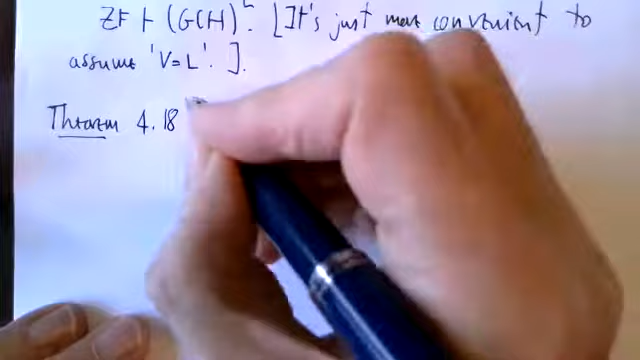 ZF ⊢ (GCH)ᴸ. [It's just more convenient to
assume 'V=L'. ].
Theorem 4.18